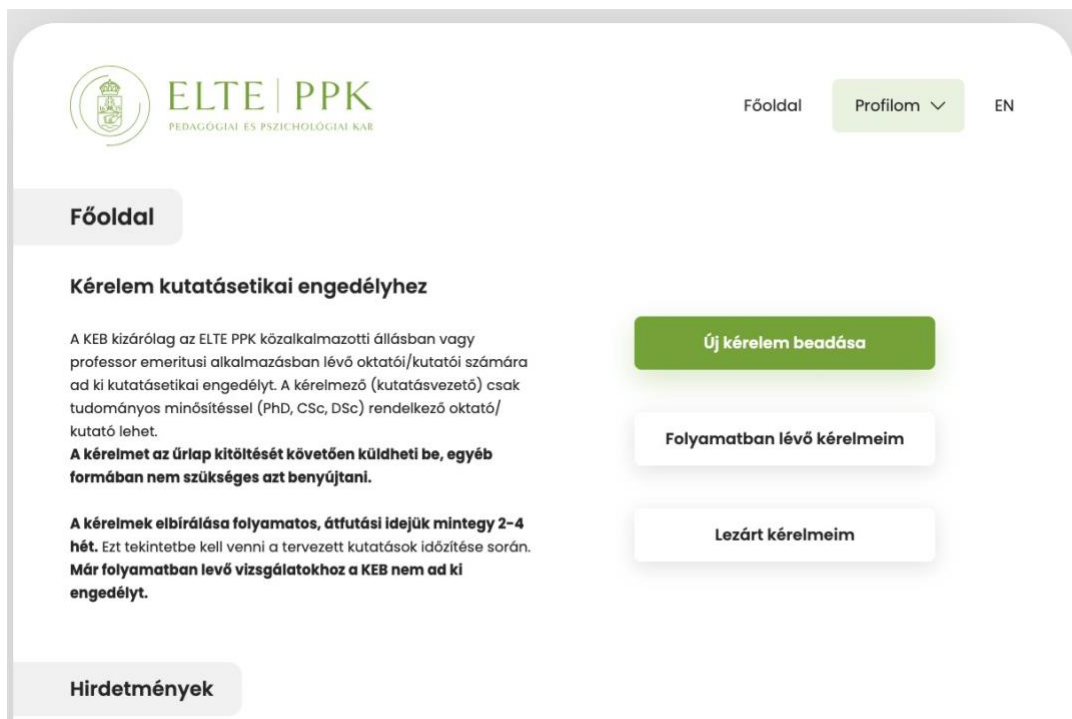 ELTE | PPK
PEDAGÓGIAI ÉS PSZICHOLÓGIAI KAR
Főoldal
Profilom
EN
Főoldal
Kérelem kutatásetikai engedélyhez
A KEB kizárólag az ELTE PPK közalkalmazotti állásban vagy
professor emeritusi alkalmazásban lévő oktatói/kutatói számára
ad ki kutatásetikai engedélyt. A kérelmező (kutatásvezető) csak
tudományos minősítéssel (PhD, CSc, DSc) rendelkező oktató/
kutató lehet.
A kérelmet az űrlap kitöltését követően küldheti be, egyéb
formában nem szükséges azt benyújtani.
A kérelmek elbírálása folyamatos, átfutási idejük mintegy 2-4
hét. Ezt tekintetbe kell venni a tervezett kutatások időzítése során.
Már folyamatban levő vizsgálatokhoz a KEB nem ad ki
engedélyt.
Új kérelem beadása
Folyamatban lévő kérelmeim
Lezárt kérelmeim
Hirdetmények